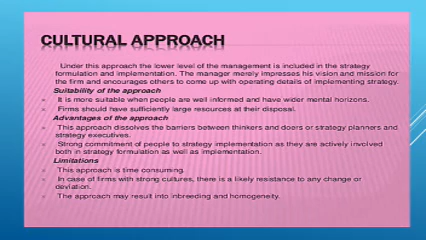 CULTURAL APPROACH
Under this approach the lower level of the management is included in the strategy
formulation and implementation. The manager merely impresses his vision and mission for
the firm and encourages others to come up with operating details of implementing strategy.
Suitability of the approach
It is more suitable when people are well informed and have wider mental horizons.
Firms should have sufficiently large resources at their disposal.
Advantages of the approach
This approach dissolves the barriers between thinkers and doers or strategy planners and
strategy executives.
Strong commitment of people to strategy implementation as they are actively involved
both in strategy formulation as well as implementation.
Limitations
This approach is time consuming.
In case of firms with strong cultures, there is a likely resistance to any change or
deviation.
The approach may result into inbreeding and homogeneity.